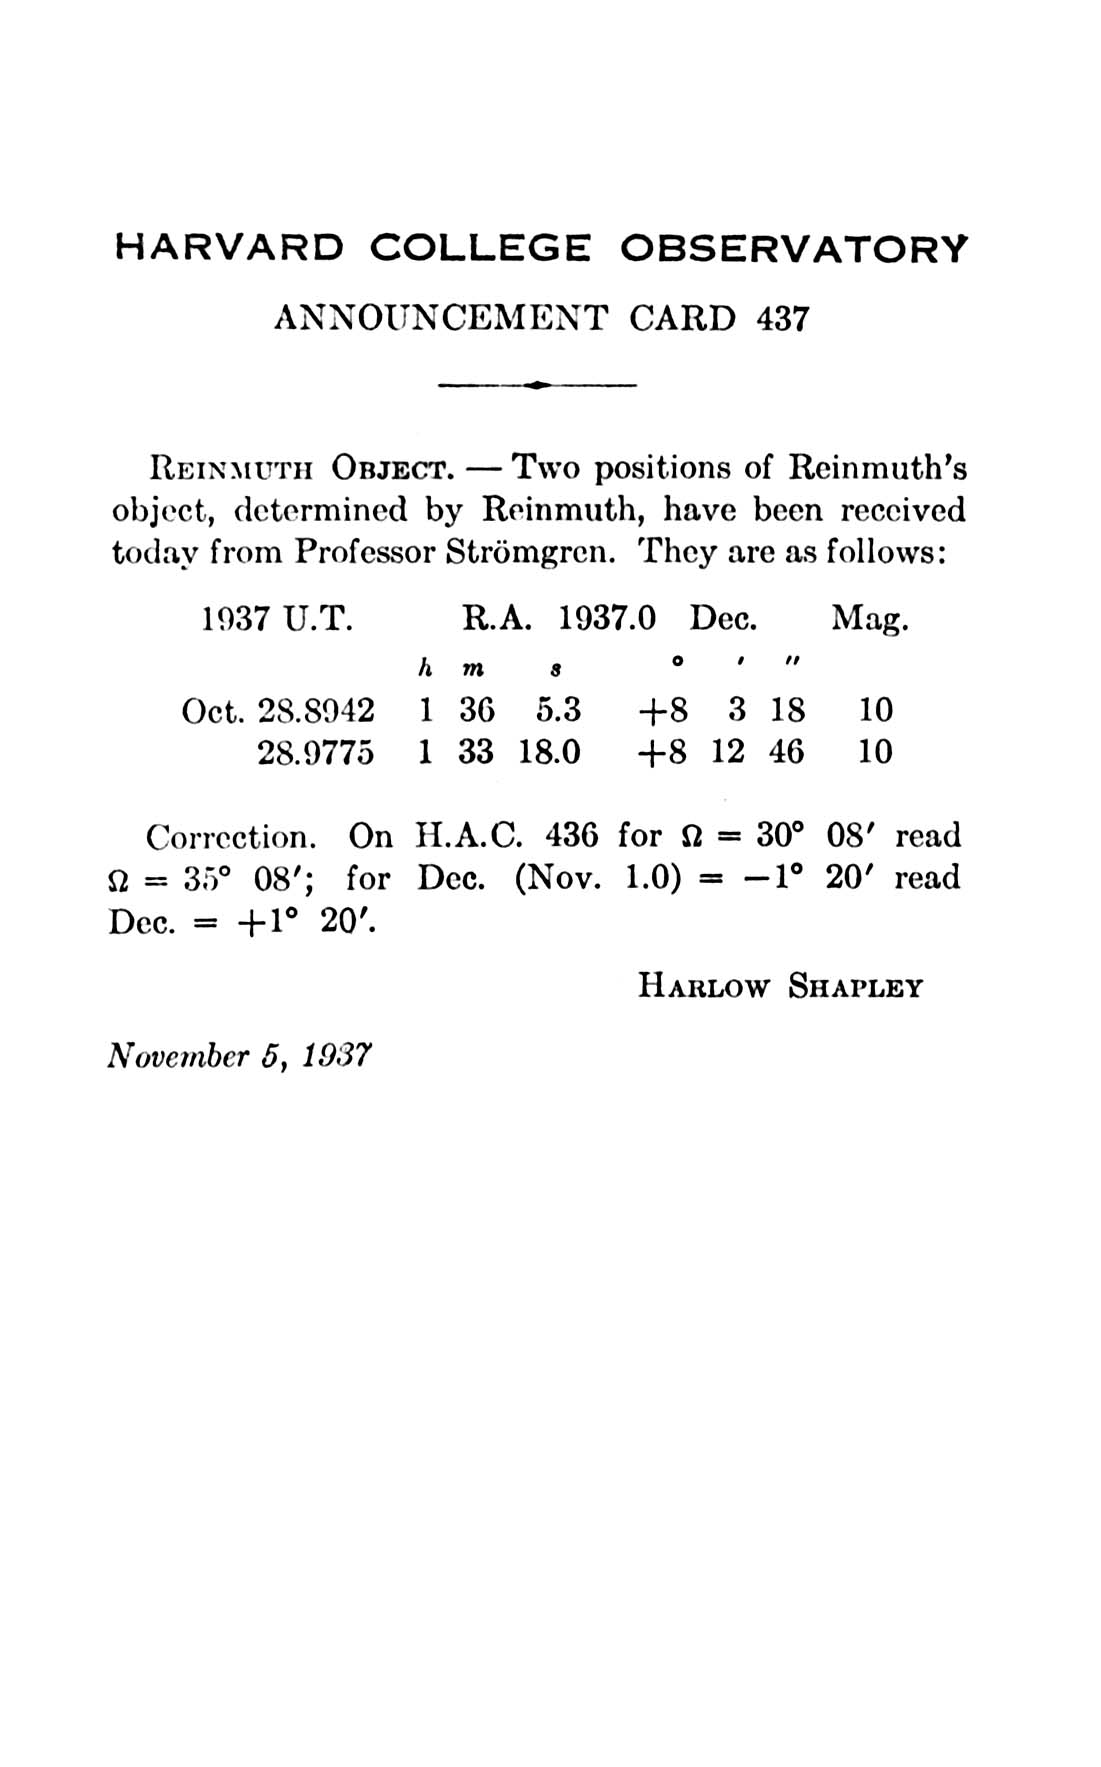 HARVARD COLLEGE OBSERVATORY
ANNOUNCEMENT CARD 437
REINMUTH OBJECT. — Two positions of Reinmuth's
object, determined by Reinmuth, have been received
today from Professor Strömgren. They are as follows:
1937 U.T. R.A. 1937.0 Dec. Mag.
h m s ° ′ ″
Oct. 28.8942 1 36 5.3 +8 3 18 10
28.9775 1 33 18.0 +8 12 46 10
Correction. On H.A.C. 436 for Ω = 30° 08′ read
Ω = 35° 08′; for Dec. (Nov. 1.0) = −1° 20′ read
Dec. = +1° 20′.
HARLOW SHAPLEY
November 5, 1937